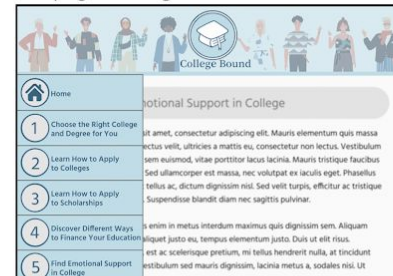 College Bound
Home
otional Support in College
1
Choose the Right College
and Degree for You
sit amet, consectetur adipiscing elit. Mauris elementum quis massa
ectus velit, ultricies a mattis eu, consectetur non lectus. Vestibulum
2
Learn How to Apply
to Colleges
sem euismod, vitae porttitor lacus lacinia. Mauris tristique faucibus
Sed ullamcorper est massa, nec volutpat ex iaculis eget. Phasellus
3
Learn How to Apply
to Scholarships
tellus ac, dictum dignissim nisl. Sed velit turpis, efficitur ac tristique
Suspendisse blandit diam nec sagittis pulvinar.
4
Discover Different Ways
to Finance Your Education
s enim in metus interdum maximus quis dignissim sem. Aliquam
aliquet justo eu, tempus elementum justo. Duis ut elit risus.
est ac scelerisque pretium, mi tellus hendrerit nulla, at tincidunt
5
Find Emotional Support
in College
vestibulum sed mauris dignissim, lacinia metus a, sodales nisi. Ut